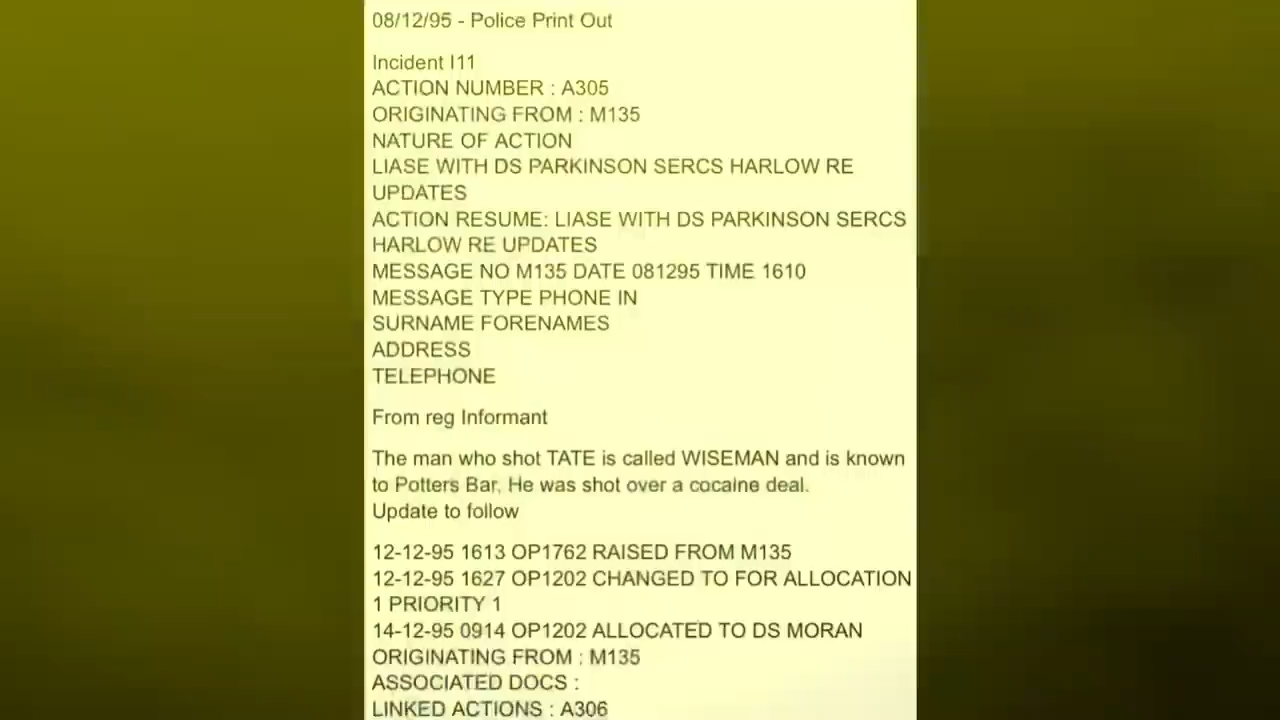 08/12/95 - Police Print Out
Incident I11
ACTION NUMBER : A305
ORIGINATING FROM : M135
NATURE OF ACTION
LIASE WITH DS PARKINSON SERCS HARLOW RE
UPDATES
ACTION RESUME: LIASE WITH DS PARKINSON SERCS
HARLOW RE UPDATES
MESSAGE NO M135 DATE 081295 TIME 1610
MESSAGE TYPE PHONE IN
SURNAME FORENAMES
ADDRESS
TELEPHONE
From reg Informant
The man who shot TATE is called WISEMAN and is known
to Potters Bar. He was shot over a cocaine deal.
Update to follow
12-12-95 1613 OP1762 RAISED FROM M135
12-12-95 1627 OP1202 CHANGED TO FOR ALLOCATION
1 PRIORITY 1
14-12-95 0914 OP1202 ALLOCATED TO DS MORAN
ORIGINATING FROM : M135
ASSOCIATED DOCS :
LINKED ACTIONS : A306